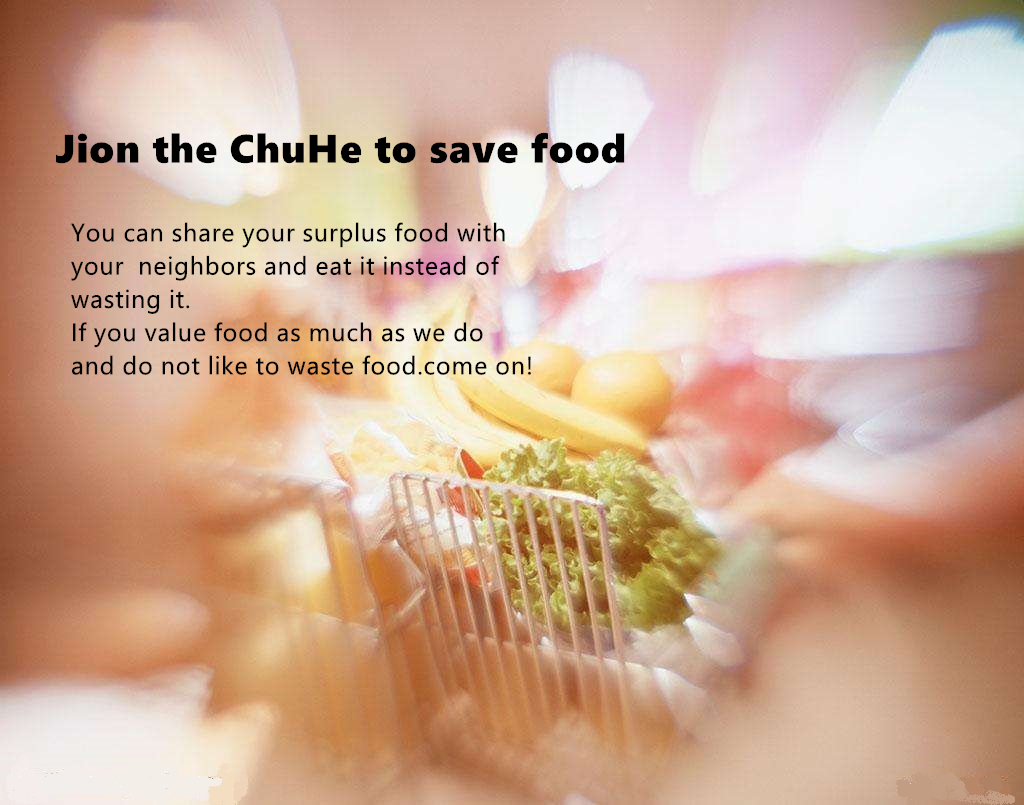 Jion the ChuHe to save food
You can share your surplus food with
your  neighbors and eat it instead of
wasting it.
If you value food as much as we do
and do not like to waste food.come on!